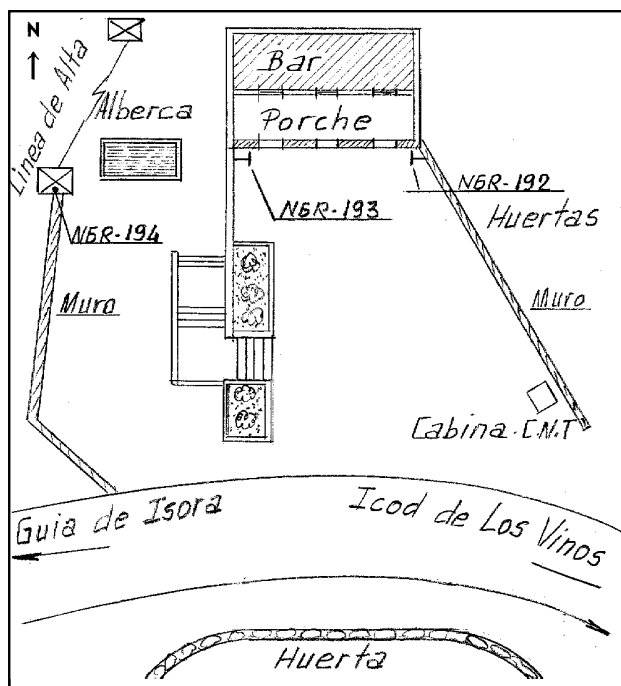 N
Linea de Alta
Bar
Alberca
Porche
NGR-192
NGR-193
Huertas
NGR-194
Muro
Muro
Cabina.C.N.T
Guia de Isora
Icod de Los Vinos
Huerta